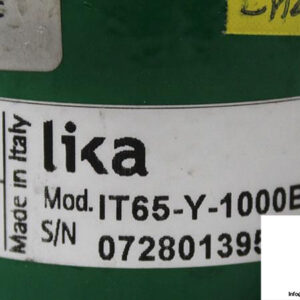 Made in Italy
lika
Mod. IT65-Y-1000E
S/N 072801395